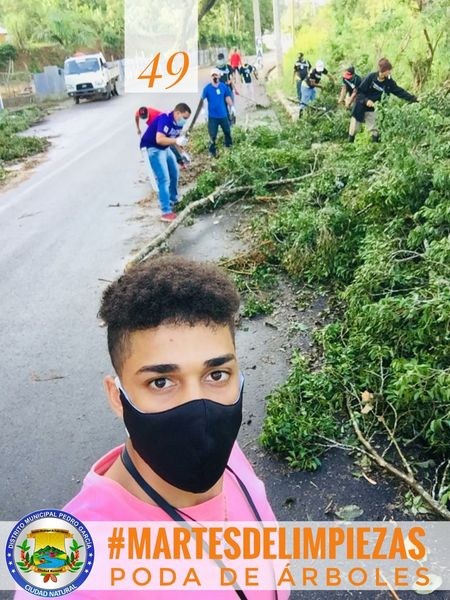 49
DISTRITO MUNICIPAL PEDRO GARCÍA
CIUDAD NATURAL
#MARTESDELIMPIEZAS
PODA DE ÁRBOLES